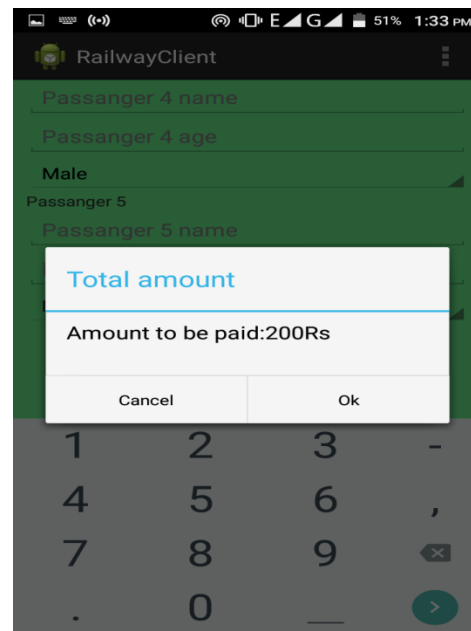 E G 51% 1:33 PM
RailwayClient
Passanger 4 name
Passanger 4 age
Male
Passanger 5
Passanger 5 name
Total amount
Amount to be paid:200Rs
Cancel Ok
1 2 3 -
4 5 6 ,
7 8 9
. 0 _